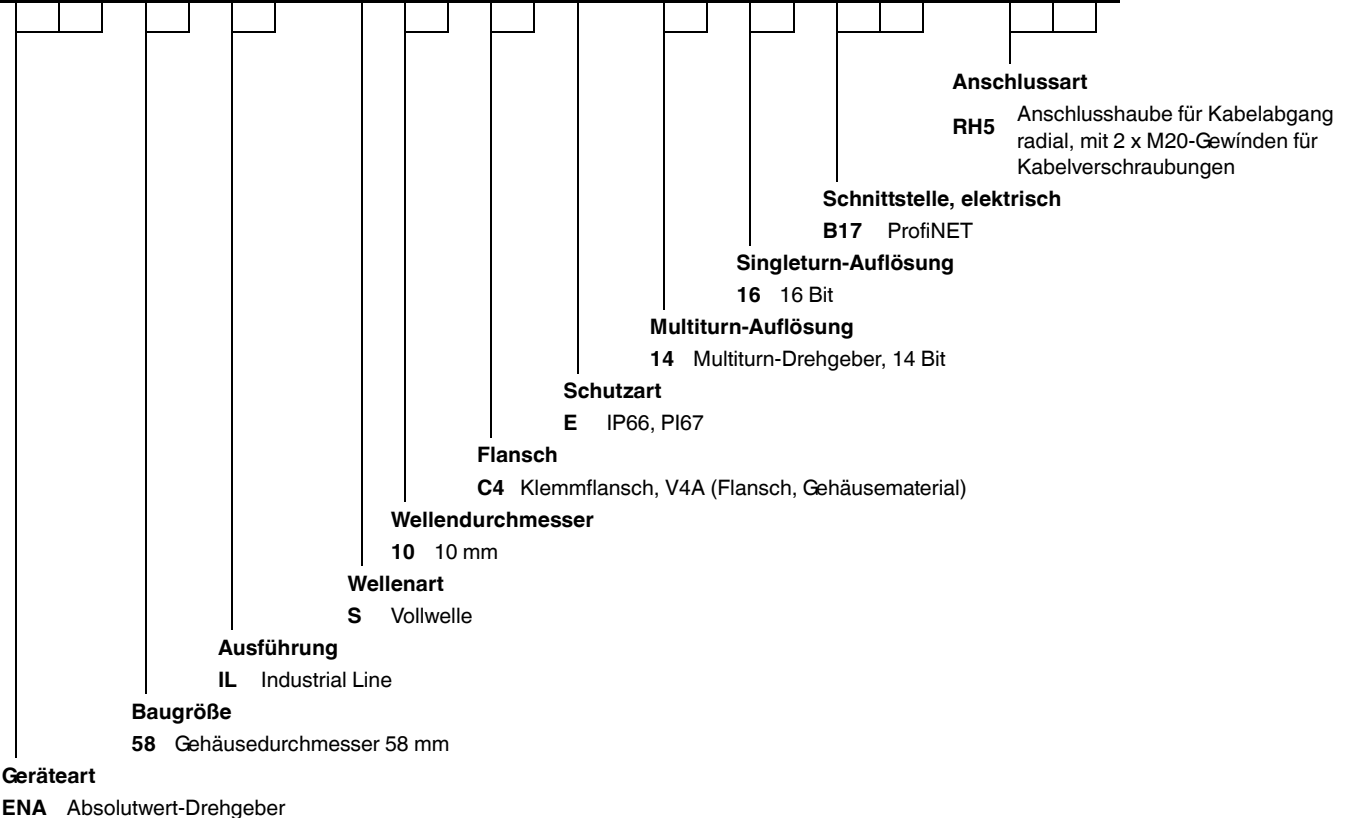 Anschlussart
RH5 Anschlusshaube für Kabelabgang
radial, mit 2 x M20-Gewínden für
Kabelverschraubungen
Schnittstelle, elektrisch
B17 ProfiNET
Singleturn-Auflösung
16 16 Bit
Multiturn-Auflösung
14 Multiturn-Drehgeber, 14 Bit
Schutzart
E IP66, PI67
Flansch
C4 Klemmflansch, V4A (Flansch, Gehäusematerial)
Wellendurchmesser
10 10 mm
Wellenart
S Vollwelle
Ausführung
IL Industrial Line
Baugröße
58 Gehäusedurchmesser 58 mm
Geräteart
ENA Absolutwert-Drehgeber